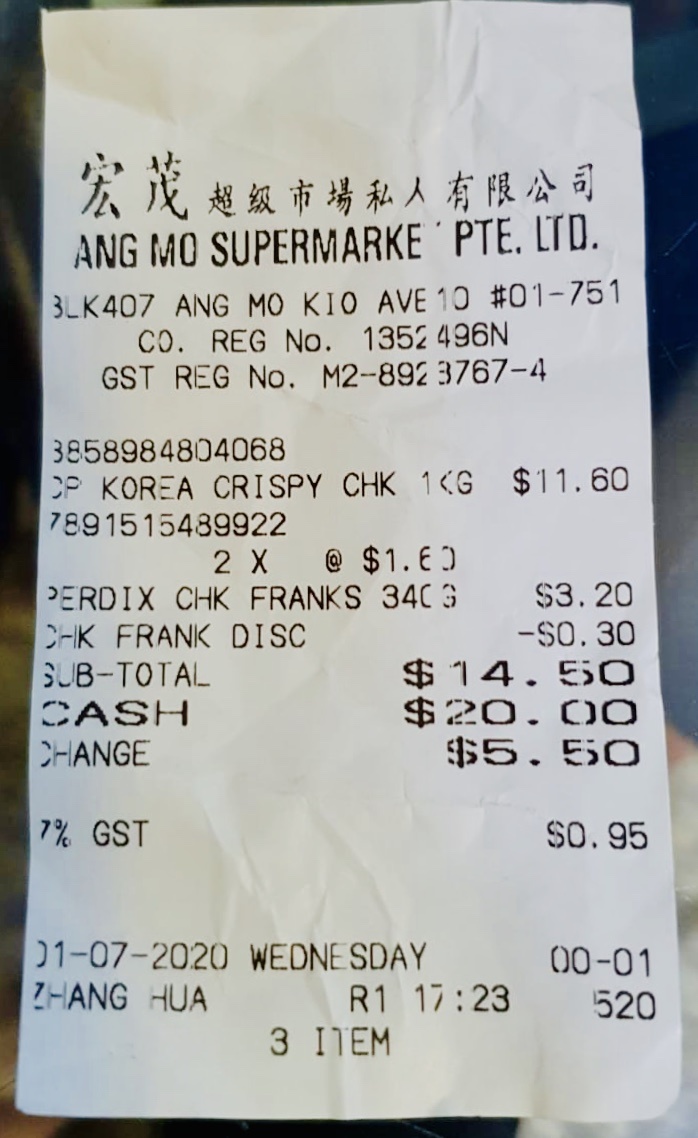 宏茂超级市場私人有限公司
ANG MO SUPERMARKE PTE. LTD.
BLK407 ANG MO KIO AVE 10 #01-751
CO. REG No. 1352496N
GST REG No. M2-8923767-4
8858984804068
CP KOREA CRISPY CHK 1KG $11.60
7891515489922
2 X @ $1.60
PERDIX CHK FRANKS 340G $3.20
CHK FRANK DISC -$0.30
SUB-TOTAL $14.50
CASH $20.00
CHANGE $5.50
7% GST $0.95
01-07-2020 WEDNESDAY 00-01
ZHANG HUA R1 17:23 520
3 ITEM